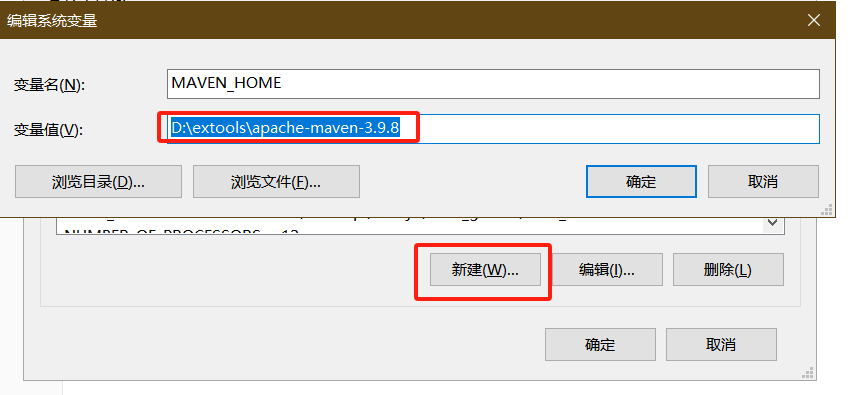 编辑系统变量
变量名(N):
MAVEN_HOME
变量值(V):
D:\extools\apache-maven-3.9.8
浏览目录(D)...
浏览文件(F)...
确定
取消
NUMBER_OF_PROCESSORS
12
新建(W)...
编辑(I)...
删除(L)
确定
取消